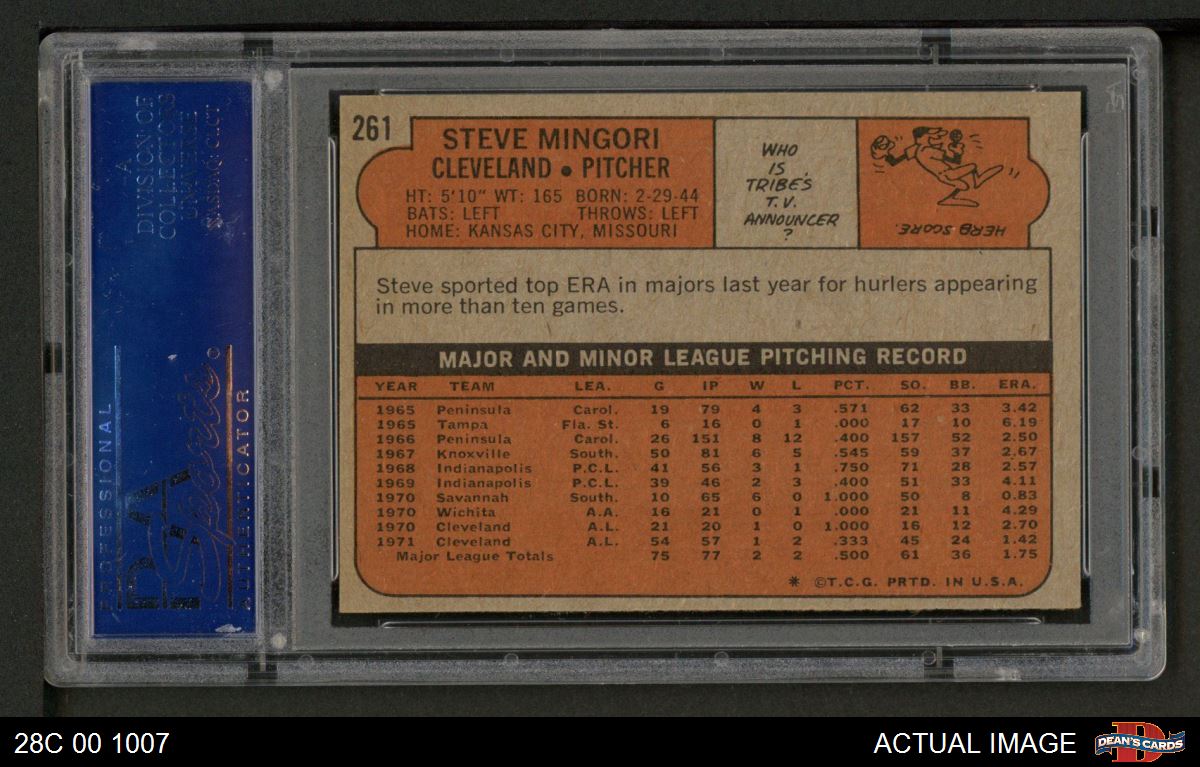 A
DIVISION OF
COLLECTORS
UNIVERSE
NASDAQ: CLCT
PROFESSIONAL
PSA
Sports
AUTHENTICATOR
261
STEVE MINGORI
CLEVELAND • PITCHER
HT: 5'10" WT: 165 BORN: 2-29-44
BATS: LEFT THROWS: LEFT
HOME: KANSAS CITY, MISSOURI
WHO
IS
TRIBE'S
T.V.
ANNOUNCER
?
HERB SCORE.
Steve sported top ERA in majors last year for hurlers appearing
in more than ten games.
MAJOR AND MINOR LEAGUE PITCHING RECORD
YEAR TEAM LEA. G IP W L PCT. SO. BB. ERA.
1965 Peninsula Carol. 19 79 4 3 .571 62 33 3.42
1965 Tampa Fla. St. 6 16 0 1 .000 17 10 6.19
1966 Peninsula Carol. 26 151 8 12 .400 157 52 2.50
1967 Knoxville South. 50 81 6 5 .545 59 37 2.67
1968 Indianapolis P.C.L. 41 56 3 1 .750 71 28 2.57
1969 Indianapolis P.C.L. 39 46 2 3 .400 51 33 4.11
1970 Savannah South. 10 65 6 0 1.000 50 8 0.83
1970 Wichita A.A. 16 21 0 1 .000 21 11 4.29
1970 Cleveland A.L. 21 20 1 0 1.000 16 12 2.70
1971 Cleveland A.L. 54 57 1 2 .333 45 24 1.42
Major League Totals 75 77 2 2 .500 61 36 1.75
* ©T.C.G. PRTD. IN U.S.A.
28C 00 1007
ACTUAL IMAGE
D
DEAN'S CARDS